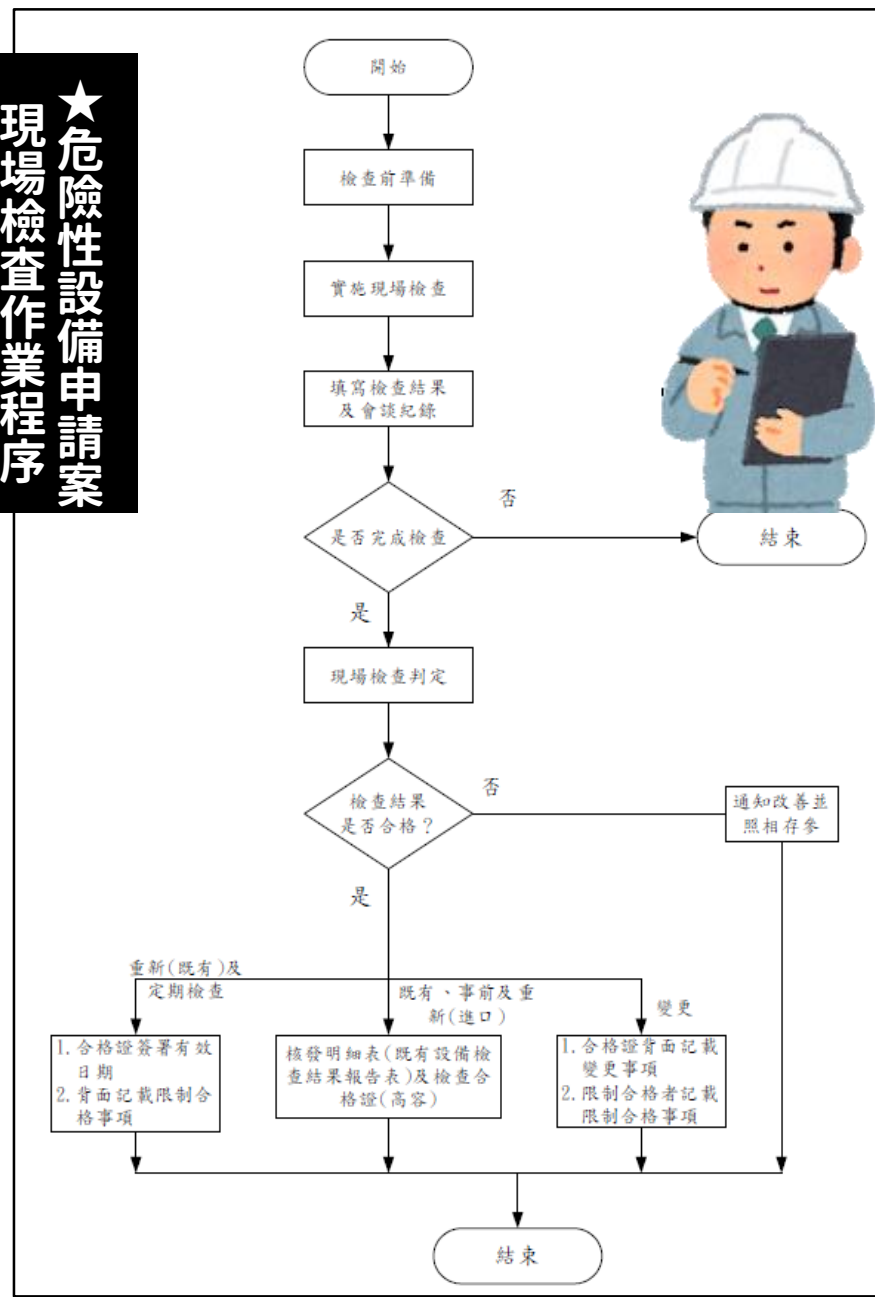 ★危險性設備申請案
現場檢查作業程序
開始
檢查前準備
實施現場檢查
填寫檢查結果
及會談紀錄
是否完成檢查
否
結束
是
現場檢查判定
檢查結果
是否合格？
否
通知改善並
照相存參
是
重新(既有)及
定期檢查
既有、事前及重
新(進口)
變更
1.合格證簽署有效
日期
2.背面記載限制合
格事項
核發明細表(既有設備檢
查結果報告表)及檢查合
格證(高容)
1.合格證背面記載
變更事項
2.限制合格者記載
限制合格事項
結束